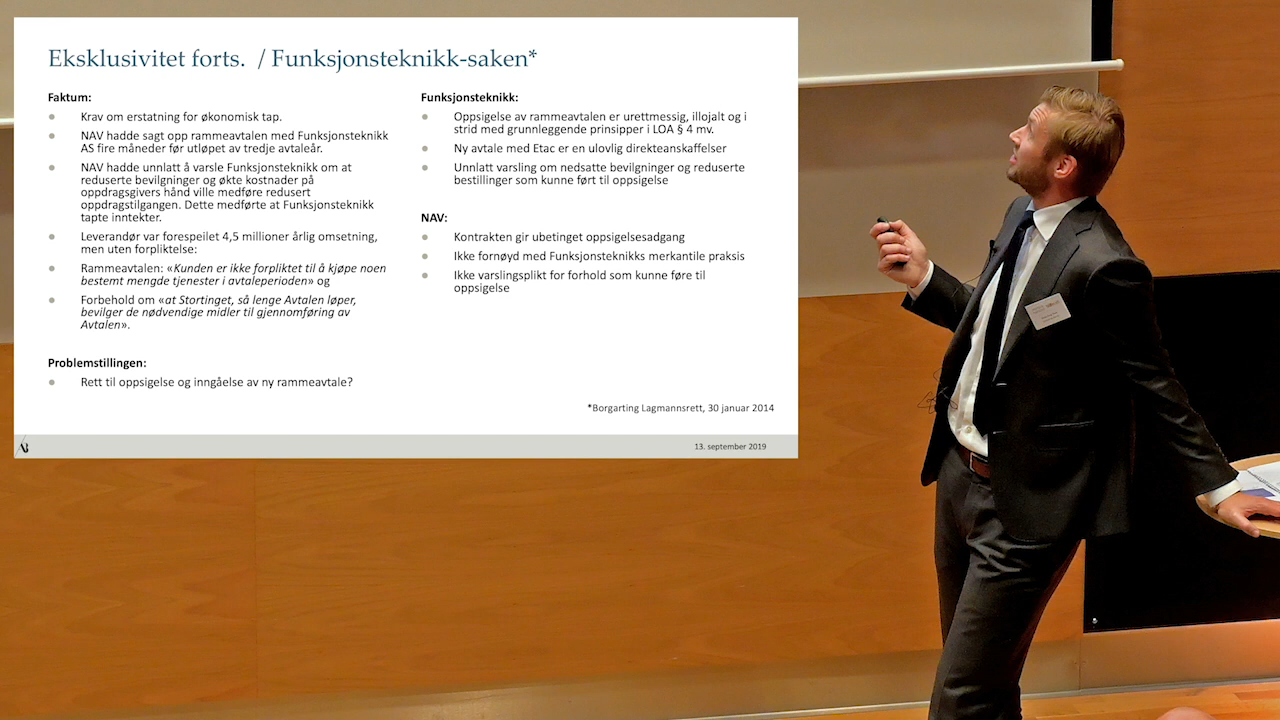 Eksklusivitet forts. / Funksjonsteknikk-saken*
Faktum:
● Krav om erstatning for økonomisk tap.
● NAV hadde sagt opp rammeavtalen med Funksjonsteknikk
AS fire måneder før utløpet av tredje avtaleår.
● NAV hadde unnlatt å varsle Funksjonsteknikk om at
reduserte bevilgninger og økte kostnader på
oppdragsgivers hånd ville medføre redusert
oppdragstilgangen. Dette medførte at Funksjonsteknikk
tapte inntekter.
● Leverandør var forespeilet 4,5 millioner årlig omsetning,
men uten forpliktelse:
● Rammeavtalen: «Kunden er ikke forpliktet til å kjøpe noen
bestemt mengde tjenester i avtaleperioden» og
● Forbehold om «at Stortinget, så lenge Avtalen løper,
bevilger de nødvendige midler til gjennomføring av
Avtalen».
Problemstillingen:
● Rett til oppsigelse og inngåelse av ny rammeavtale?
Funksjonsteknikk:
● Oppsigelse av rammeavtalen er urettmessig, illojalt og i
strid med grunnleggende prinsipper i LOA § 4 mv.
● Ny avtale med Etac er en ulovlig direkteanskaffelser
● Unnlatt varsling om nedsatte bevilgninger og reduserte
bestillinger som kunne ført til oppsigelse
NAV:
● Kontrakten gir ubetinget oppsigelsesadgang
● Ikke fornøyd med Funksjonsteknikks merkantile praksis
● Ikke varslingsplikt for forhold som kunne føre til
oppsigelse
*Borgarting Lagmannsrett, 30 januar 2014
13. september 2019